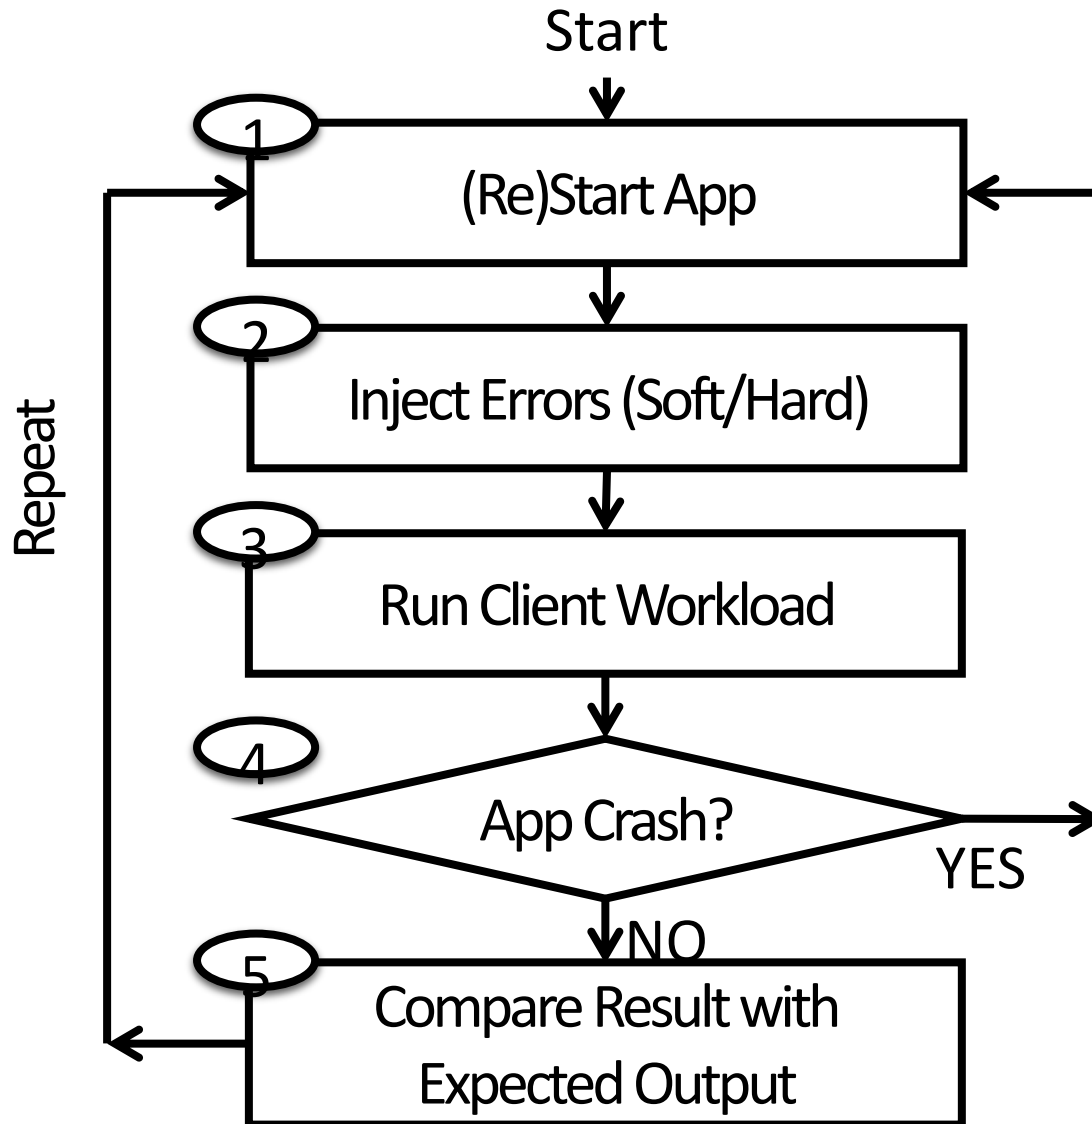 Start
1
(Re)Start App
2
Inject Errors (Soft/Hard)
Repeat
3
Run Client Workload
4
App Crash?
YES
NO
5
Compare Result with
Expected Output